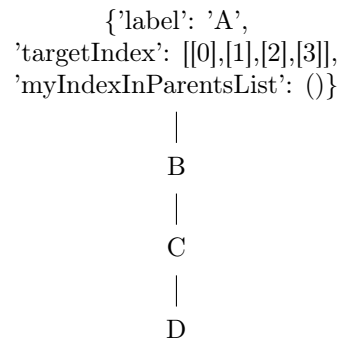 {’label’: ’A’,
’targetIndex’: [[0],[1],[2],[3]],
’myIndexInParentsList’: ()}
B
C
D